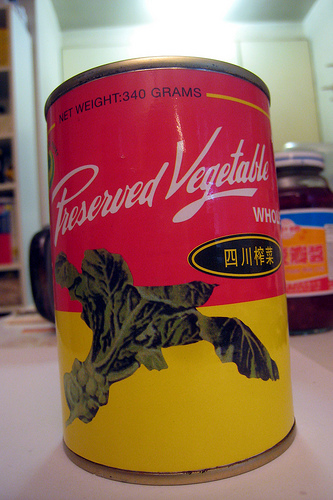 NET WEIGHT:340 GRAMS
Preserved Vegetable
WHO
四川榨菜